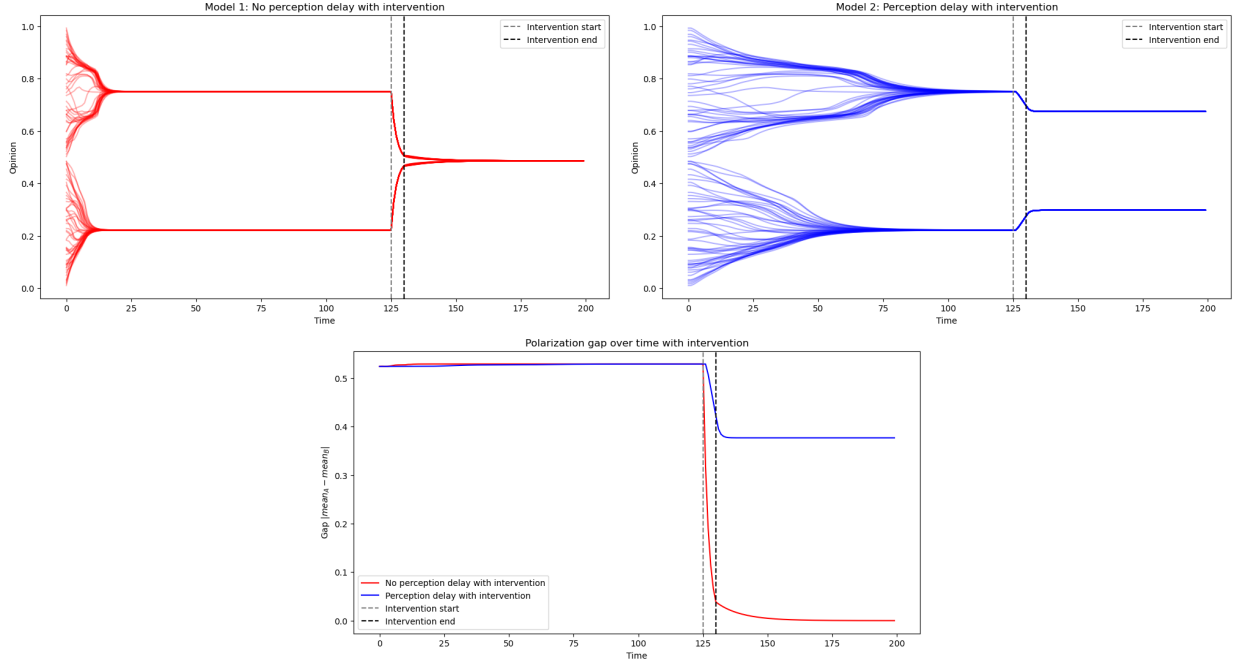 Model 1: No perception delay with intervention
1.0
0.8
0.6
0.4
0.2
0.0
Opinion
0 25 50 75 100 125 150 175 200
Time
Intervention start
Intervention end
Model 2: Perception delay with intervention
1.0
0.8
0.6
0.4
0.2
0.0
Opinion
0 25 50 75 100 125 150 175 200
Time
Intervention start
Intervention end
Polarization gap over time with intervention
0.5
0.4
0.3
0.2
0.1
0.0
Gap |mean_A − mean_B|
0 25 50 75 100 125 150 175 200
Time
No perception delay with intervention
Perception delay with intervention
Intervention start
Intervention end